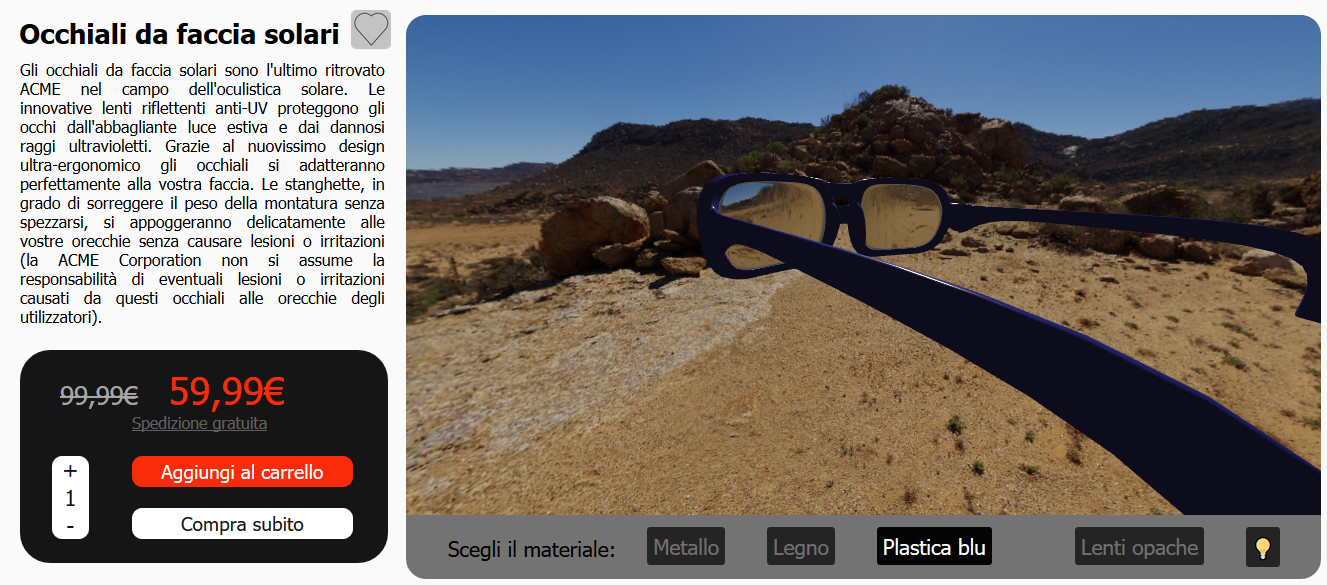 Occhiali da faccia solari
Gli occhiali da faccia solari sono l'ultimo ritrovato
ACME nel campo dell'oculistica solare. Le
innovative lenti riflettenti anti-UV proteggono gli
occhi dall'abbagliante luce estiva e dai dannosi
raggi ultravioletti. Grazie al nuovissimo design
ultra-ergonomico gli occhiali si adatteranno
perfettamente alla vostra faccia. Le stanghette, in
grado di sorreggere il peso della montatura senza
spezzarsi, si appoggeranno delicatamente alle
vostre orecchie senza causare lesioni o irritazioni
(la ACME Corporation non si assume la
responsabilità di eventuali lesioni o irritazioni
causati da questi occhiali alle orecchie degli
utilizzatori).
99,99€ 59,99€
Spedizione gratuita
+
1
-
Aggiungi al carrello
Compra subito
Scegli il materiale: Metallo Legno Plastica blu Lenti opache